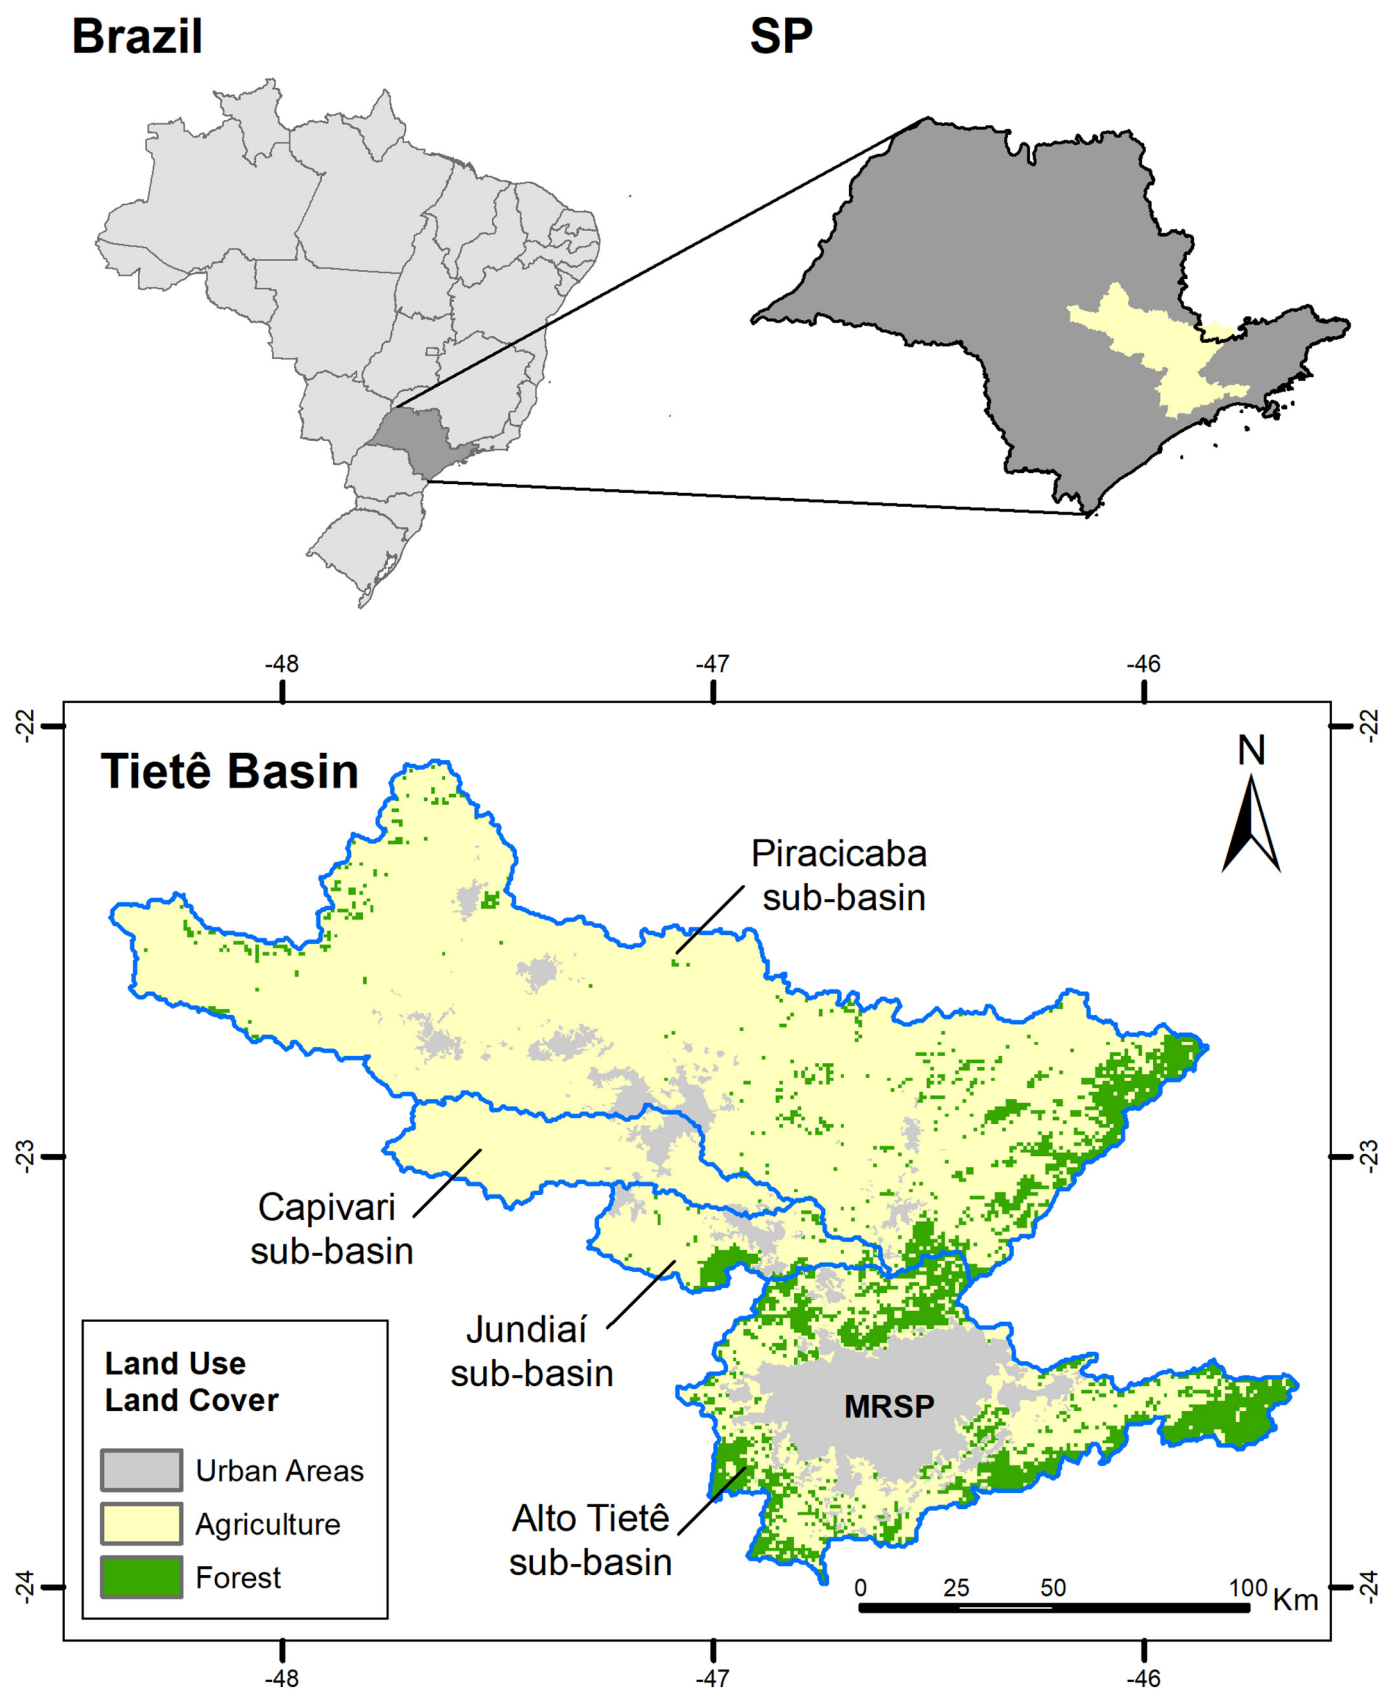 Brazil
SP
-48
-47
-46
-22
-22
Tietê Basin
N
Piracicaba
sub-basin
-23
-23
Capivari
sub-basin
Jundiaí
sub-basin
Land Use
Land Cover
MRSP
Urban Areas
Agriculture
Forest
Alto Tietê
sub-basin
0 25 50 100 Km
-24
-24
-48
-47
-46